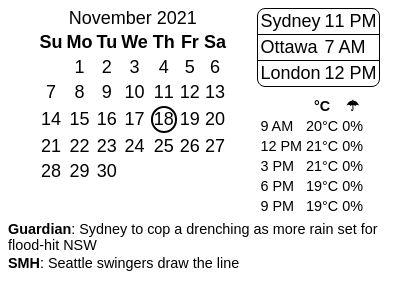 November 2021
Su Mo Tu We Th Fr Sa
1 2 3 4 5 6
7 8 9 10 11 12 13
14 15 16 17 18 19 20
21 22 23 24 25 26 27
28 29 30
Sydney 11 PM
Ottawa 7 AM
London 12 PM
°C ☂
9 AM 20°C 0%
12 PM 21°C 0%
3 PM 21°C 0%
6 PM 19°C 0%
9 PM 19°C 0%
Guardian: Sydney to cop a drenching as more rain set for
flood-hit NSW
SMH: Seattle swingers draw the line